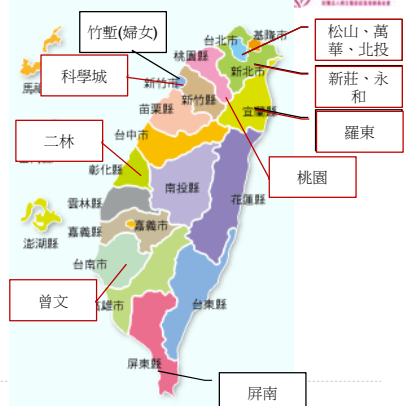 竹塹(婦女)
科學城
二林
曾文
松山、萬
華、北投
新莊、永
和
羅東
桃園
屏南
台北市
基隆市
桃園縣
新北市
新竹市
新竹縣
宜蘭縣
苗栗縣
台中市
彰化縣
南投縣
花蓮縣
雲林縣
嘉義市
嘉義縣
澎湖縣
台南市
高雄市
台東縣
屏東縣